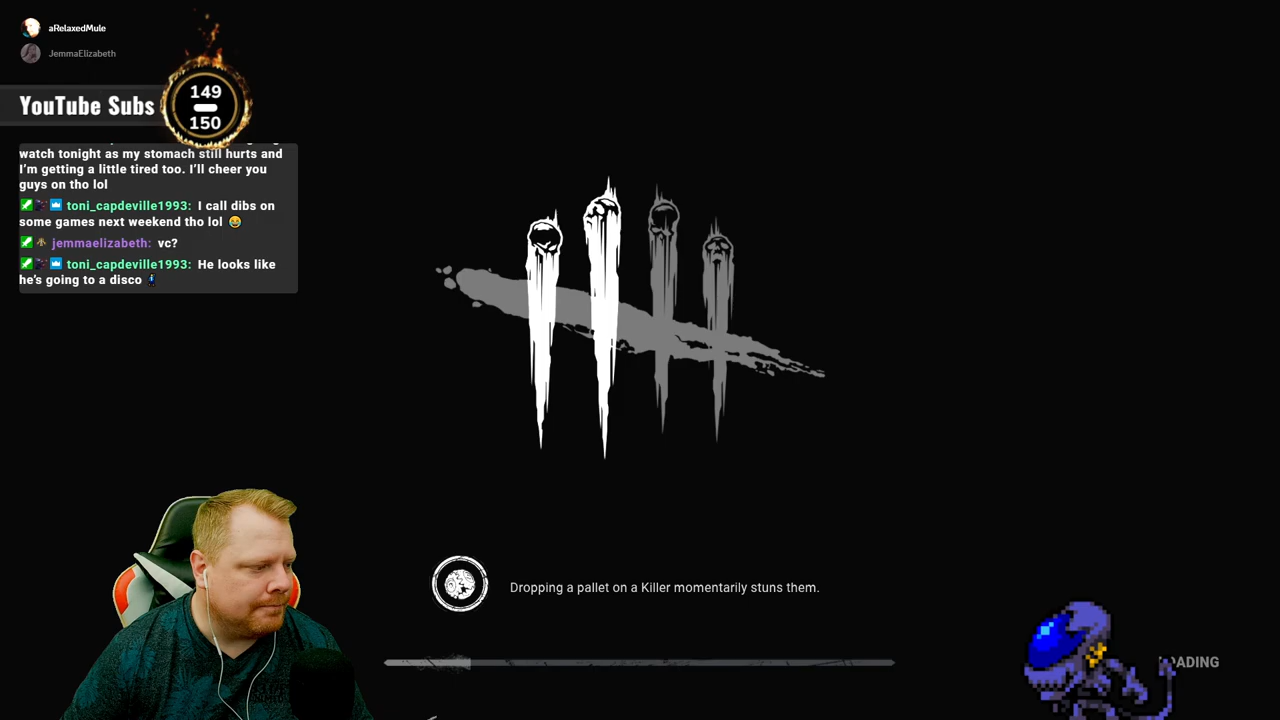 aRelaxedMule
JemmaElizabeth
YouTube Subs
149
150
watch tonight as my stomach still hurts and
I'm getting a little tired too. I'll cheer you
guys on tho lol
toni_capdeville1993: I call dibs on
some games next weekend tho lol 😂
jemmaelizabeth: vc?
toni_capdeville1993: He looks like
he's going to a disco
Dropping a pallet on a Killer momentarily stuns them.
LOADING